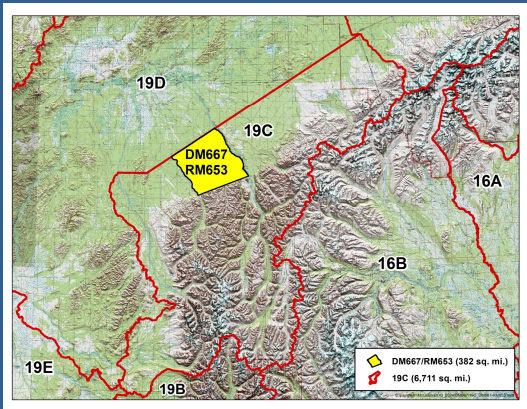 19D
19C
DM667
RM653
16A
16B
19E
19B
DM667/RM653 (382 sq. mi.)
19C (6,711 sq. mi.)